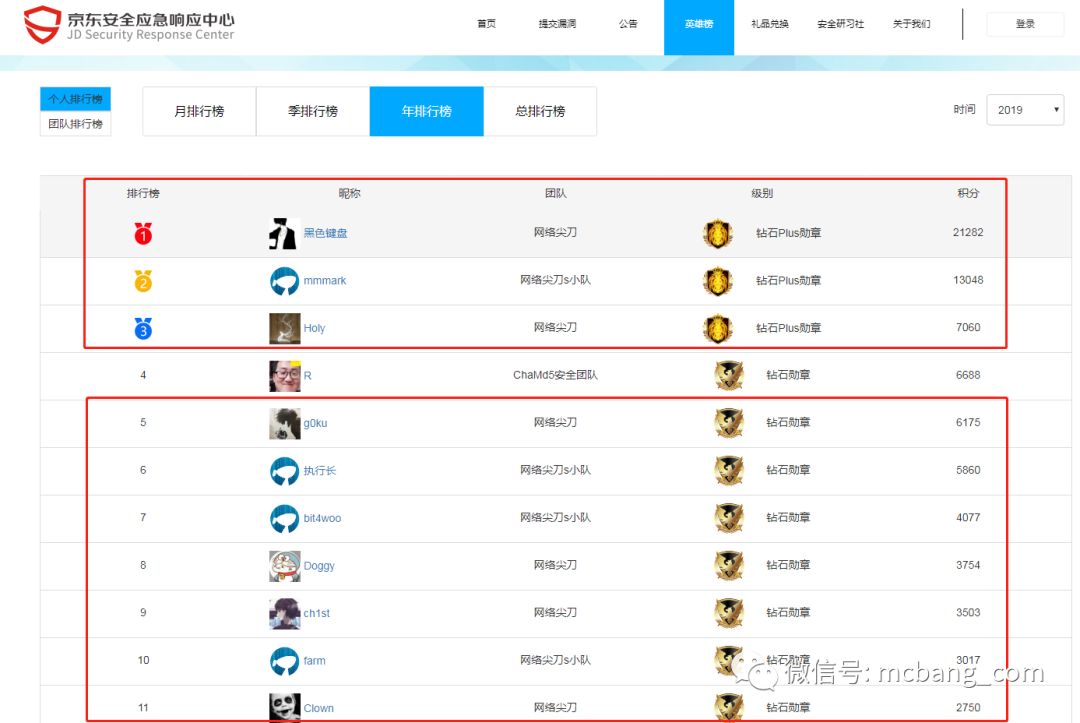 京东安全应急响应中心
JD Security Response Center
首页 提交漏洞 公告 英雄榜 礼品兑换 安全研习社 关于我们 登录
个人排行榜
团队排行榜
月排行榜 季排行榜 年排行榜 总排行榜
时间 2019
排行榜 昵称 团队 级别 积分
1 黑色键盘 网络尖刀 钻石Plus勋章 21282
2 mmmark 网络尖刀s小队 钻石Plus勋章 13048
3 Holy 网络尖刀 钻石Plus勋章 7060
4 R ChaMd5安全团队 钻石勋章 6688
5 g0ku 网络尖刀 钻石勋章 6175
6 执行长 网络尖刀s小队 钻石勋章 5860
7 bit4woo 网络尖刀s小队 钻石勋章 4077
8 Doggy 网络尖刀 钻石勋章 3754
9 ch1st 网络尖刀 钻石勋章 3503
10 farm 网络尖刀s小队 钻石勋章 3017
微信号: mcbang_com
11 Clown 网络尖刀 钻石勋章 2750